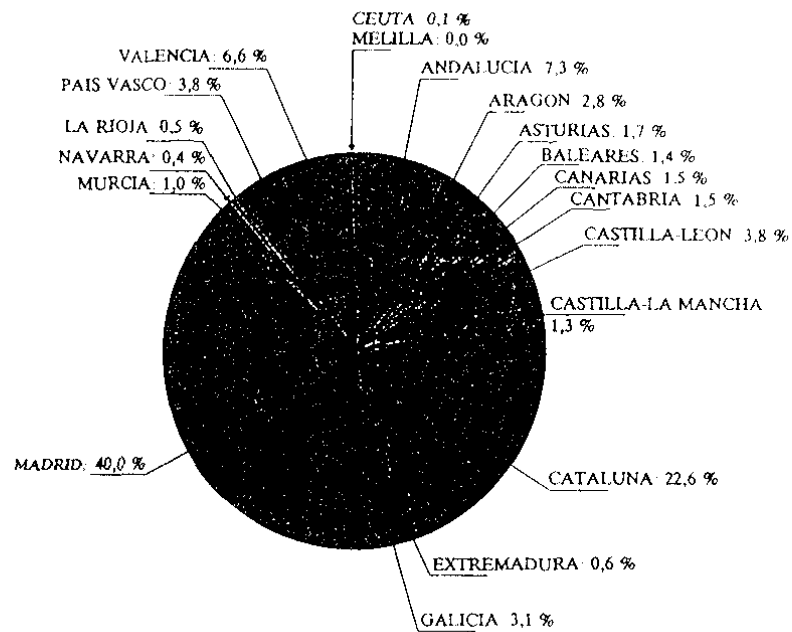 CEUTA 0,1 %
MELILLA: 0,0 %
VALENCIA: 6,6 %
ANDALUCIA 7,3 %
PAIS VASCO: 3,8 %
ARAGON 2,8 %
LA RIOJA 0,5 %
ASTURIAS: 1,7 %
NAVARRA: 0,4 %
BALEARES: 1,4 %
MURCIA: 1,0 %
CANARIAS 1.5 %
CANTABRIA 1,5 %
CASTILLA-LEON 3,8 %
CASTILLA-LA MANCHA
1,3 %
MADRID: 40,0 %
CATALUNA: 22,6 %
EXTREMADURA: 0,6 %
GALICIA 3,1 %